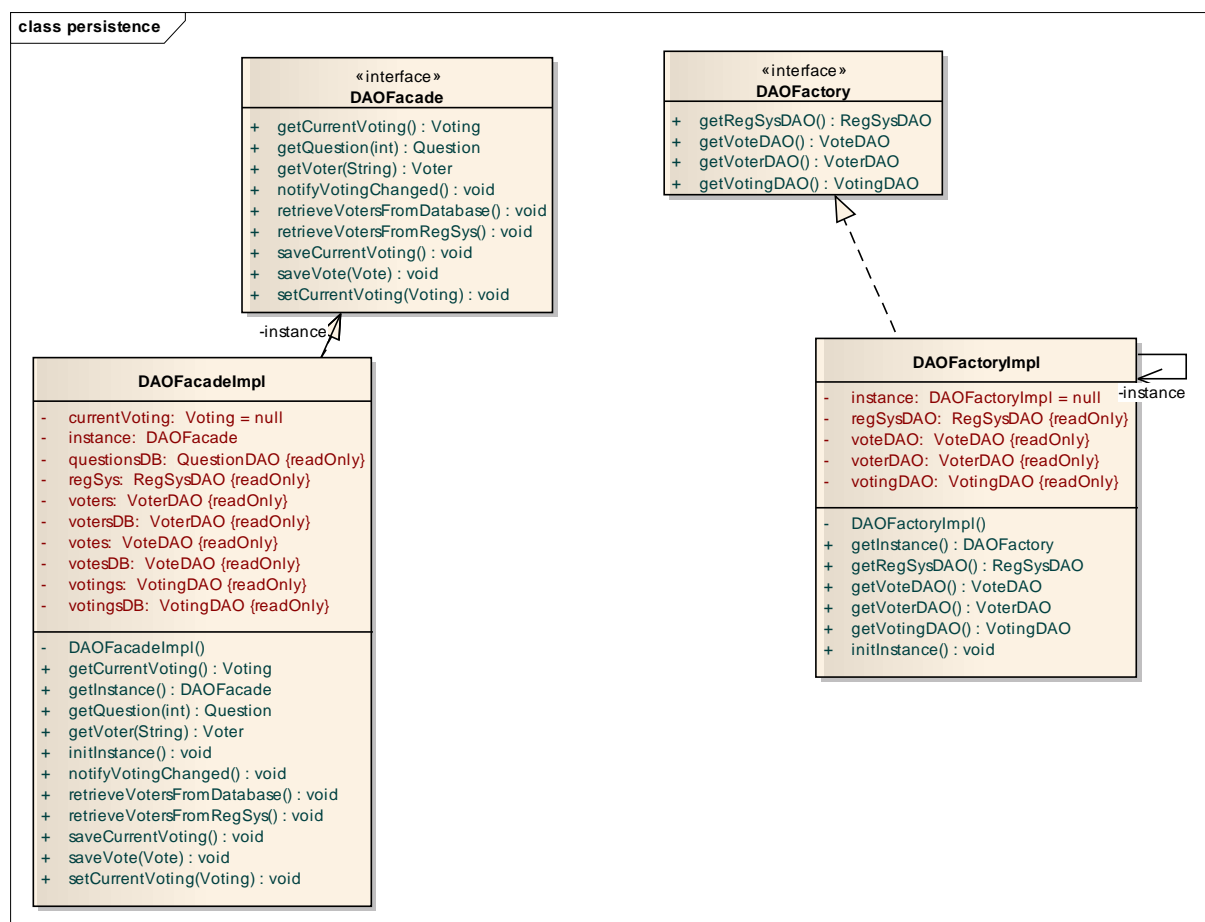 class persistence
«interface»
DAOFacade
+ getCurrentVoting() : Voting
+ getQuestion(int) : Question
+ getVoter(String) : Voter
+ notifyVotingChanged() : void
+ retrieveVotersFromDatabase() : void
+ retrieveVotersFromRegSys() : void
+ saveCurrentVoting() : void
+ saveVote(Vote) : void
+ setCurrentVoting(Voting) : void
«interface»
DAOFactory
+ getRegSysDAO() : RegSysDAO
+ getVoteDAO() : VoteDAO
+ getVoterDAO() : VoterDAO
+ getVotingDAO() : VotingDAO
-instance
DAOFacadeImpl
- currentVoting: Voting = null
- instance: DAOFacade
- questionsDB: QuestionDAO {readOnly}
- regSys: RegSysDAO {readOnly}
- voters: VoterDAO {readOnly}
- votersDB: VoterDAO {readOnly}
- votes: VoteDAO {readOnly}
- votesDB: VoteDAO {readOnly}
- votings: VotingDAO {readOnly}
- votingsDB: VotingDAO {readOnly}
- DAOFacadeImpl()
+ getCurrentVoting() : Voting
+ getInstance() : DAOFacade
+ getQuestion(int) : Question
+ getVoter(String) : Voter
+ initInstance() : void
+ notifyVotingChanged() : void
+ retrieveVotersFromDatabase() : void
+ retrieveVotersFromRegSys() : void
+ saveCurrentVoting() : void
+ saveVote(Vote) : void
+ setCurrentVoting(Voting) : void
DAOFactoryImpl
- instance: DAOFactoryImpl = null
- regSysDAO: RegSysDAO {readOnly}
- voteDAO: VoteDAO {readOnly}
- voterDAO: VoterDAO {readOnly}
- votingDAO: VotingDAO {readOnly}
- DAOFactoryImpl()
+ getInstance() : DAOFactory
+ getRegSysDAO() : RegSysDAO
+ getVoteDAO() : VoteDAO
+ getVoterDAO() : VoterDAO
+ getVotingDAO() : VotingDAO
+ initInstance() : void
-instance